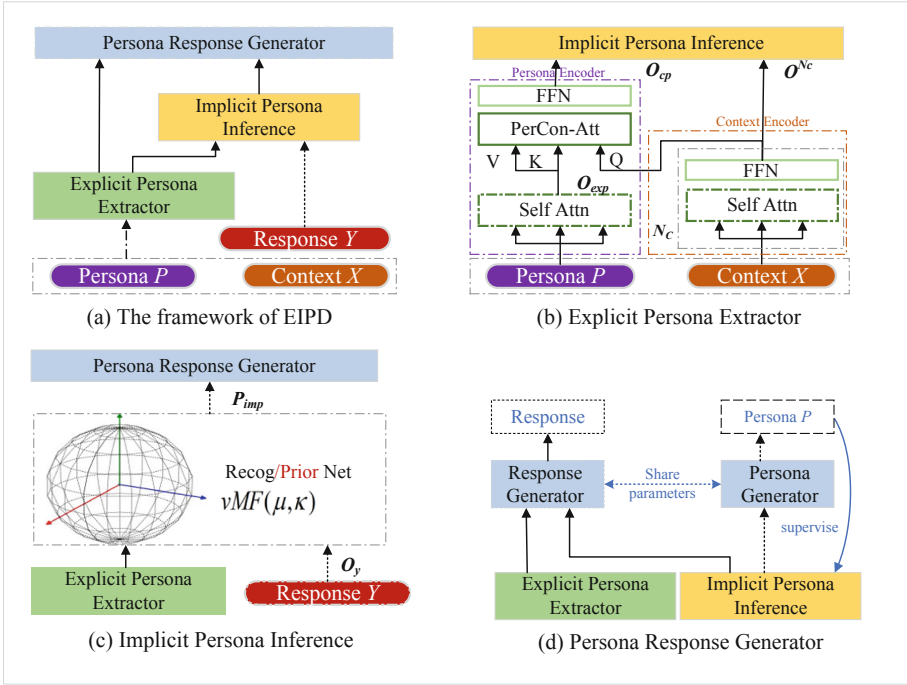 Persona Response Generator
Implicit Persona
Inference
Explicit Persona
Extractor
Response Y
Persona P
Context X
(a) The framework of EIPD
Implicit Persona Inference
O_cp
O^Nc
Persona Encoder
FFN
PerCon-Att
Context Encoder
V
K
Q
FFN
O_exp
Self Attn
Self Attn
N_C
Persona P
Context X
(b) Explicit Persona Extractor
Persona Response Generator
P_imp
Recog/Prior Net
vMF(μ,κ)
O_y
Explicit Persona
Extractor
Response Y
(c) Implicit Persona Inference
Response
Persona P
Response
Generator
Share
parameters
Persona
Generator
supervise
Explicit Persona
Extractor
Implicit Persona
Inference
(d) Persona Response Generator